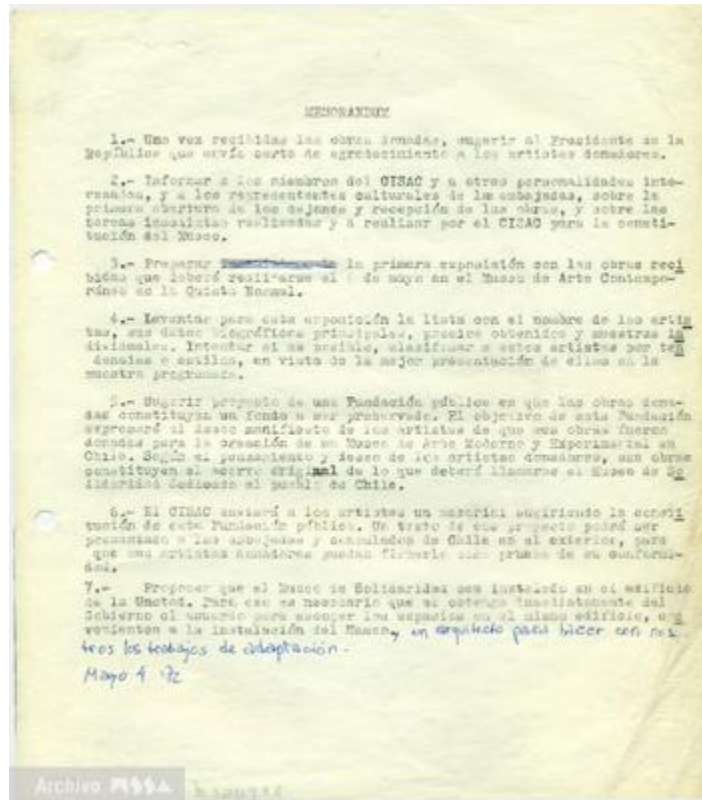 MEMORANDUM
1.- Una vez recibidas las obras donadas, sugerir al Presidente de la
República que envíe carta de agradecimiento a los artistas donadores.
2.- Informar a los miembros del CISAC y a otras personalidades inte-
resadas, y a los representantes culturales de las embajadas, sobre la
primera abertura de los cajones y recepción de las obras, y sobre las
tareas realizadas y a realizar por el CISAC para la consti-
tución del Museo.
3.- Preparar la primera exposición con las obras reci
bidas que deberá realizarse el de mayo en el Museo de Arte Contempo-
ráneo de la Quinta Normal.
4.- Levantar para esta exposición la lista con el nombre de los artis
tas, sus datos biográficos principales, premios obtenidos y muestras in
dividuales. Intentar si es posible, clasificar a estos artistas por ten
dencias o estilos, en vista de la mejor presentación de ellos en la
muestra programada.
5.- Sugerir proyecto de una Fundación pública en que las obras dona-
das constituyan un fondo a ser preservado. El objetivo de esta Fundación
expresará el deseo manifiesto de los artistas de que sus obras fueron
donadas para la creación de un Museo de Arte Moderno y Experimental en
Chile. Según el pensamiento y deseo de los artistas donadores, sus obras
constituyen el acervo original de lo que deberá llamarse el Museo de So
lidaridad dedicado al pueblo de Chile.
6.- El CISAC enviará a los artistas un material sugiriendo la consti
tución de esta Fundación pública. Un texto de ese proyecto podrá ser
presentado a las embajadas y consulados de Chile en el exterior, para
que sus artistas donadores puedan firmarlo como prueba de su conformi-
dad.
7.- Proponer que el Museo de Solidaridad sea instalado en el edificio
de la Unctad. Para eso es necesario que se obtenga inmediatamente del
Gobierno el acuerdo para escoger los espacios en el mismo edificio, con
venientes a la instalación del Museo, un arquitecto para hacer con nos
tros los trabajos de adaptación.
Mayo 4 72
Archivo MSSA